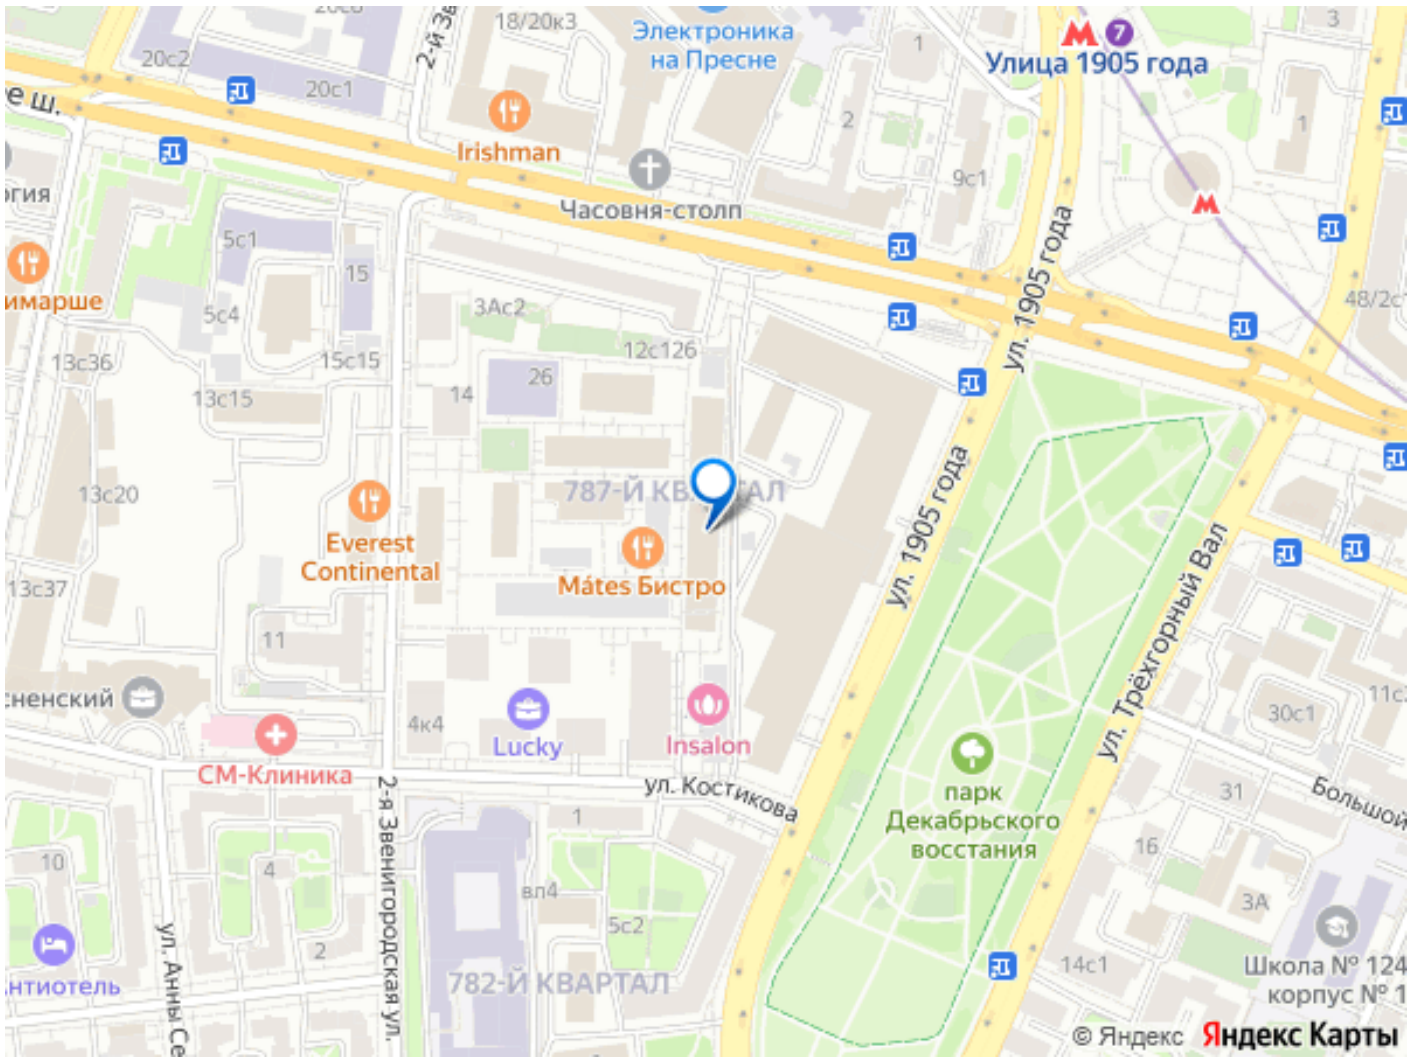 20с2
20с1
18/20к3
Электроника
на Пресне
1
7
Улица 1905 года
3
2
1
Irishman
Часовня-столп
9с1
ул. 1905 года
48/2с1
5с1
15
5с4
3Ас2
12с126
13с36
15с15
13с15
14
26
13с20
787-Й КВАРТАЛ
Everest
Continental
Mátes Бистро
ул. 1905 года
ул. Трёхгорный Вал
13с37
11
4к4
Lucky
Insalon
СМ-Клиника
2-я Звенигородская ул.
ул. Костикова
парк
Декабрьского
восстания
30с1
31
Большой
16
3А
14с1
10
4
2
1
вл4
5с2
782-Й КВАРТАЛ
Школа № 124
корпус № 1
© Яндекс Яндекс Карты